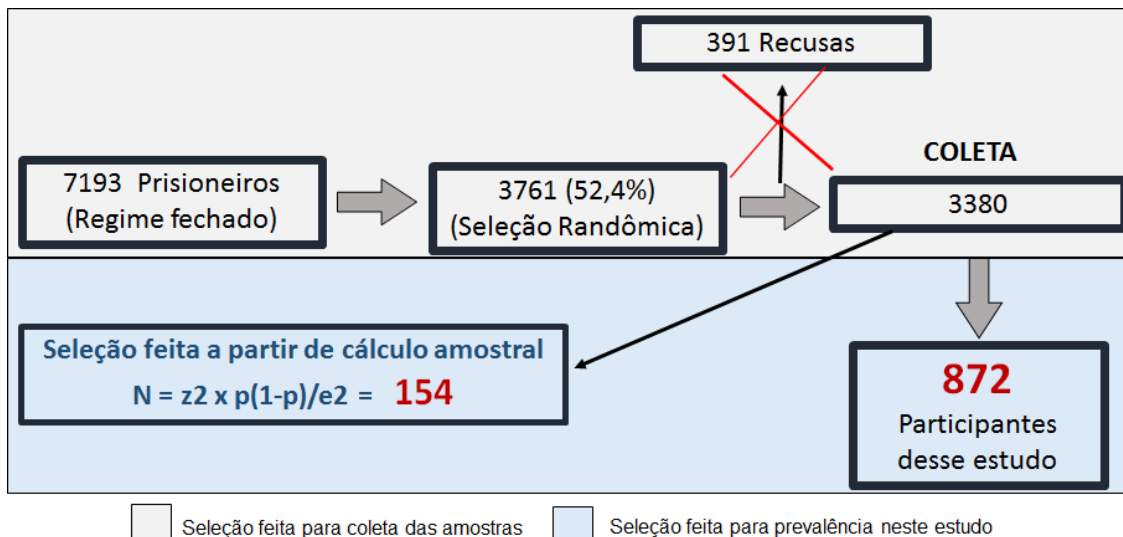 391 Recusas
7193 Prisioneiros
(Regime fechado)
3761 (52,4%)
(Seleção Randômica)
COLETA
3380
Seleção feita a partir de cálculo amostral
N = z2 x p(1-p)/e2 = 154
872
Participantes
desse estudo
Seleção feita para coleta das amostras
Seleção feita para prevalência neste estudo